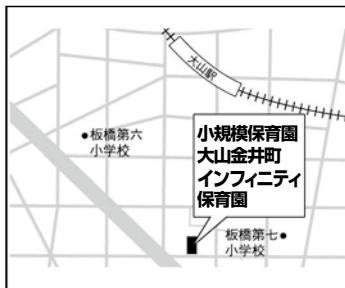 大山駅
●板橋第六
小学校
小規模保育園
大山金井町
インフィニティ
保育園
板橋第七●
小学校